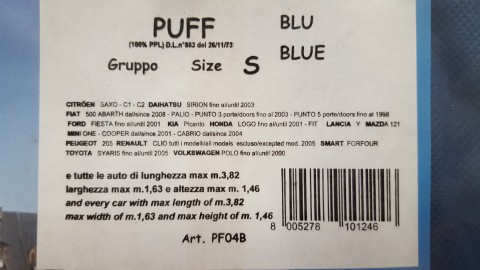 PUFF BLU
(100% PPL) D.L.n°883 del 26/11/73 BLUE
Gruppo Size S
CITRÖEN SAXO - C1 - C2 DAIHATSU SIRION fino al/until 2003
FIAT 500 ABARTH dal/since 2008 - PALIO - PUNTO 3 porte/doors fino al 2003 - PUNTO 5 porte/doors fino al 1998
FORD FIESTA fino al/until 2001 KIA Picanto HONDA LOGO fino al/until 2001 - FIT LANCIA Y MAZDA 121
MINI ONE - COOPER dal/since 2001 - CABRIO dal/since 2004
PEUGEOT 205 RENAULT CLIO tutti i modelli/all models escluso/excepted mod. 2005 SMART FORFOUR
TOYOTA SYARIS fino al/until 2005 VOLKSWAGEN POLO fino al/until 2000
e tutte le auto di lunghezza max m.3,82
larghezza max m.1,63 e altezza max m. 1,46
and every car with max length of m.3,82
max width of m.1,63 and max height of m. 1,46
8 005278 101246
Art. PF04B